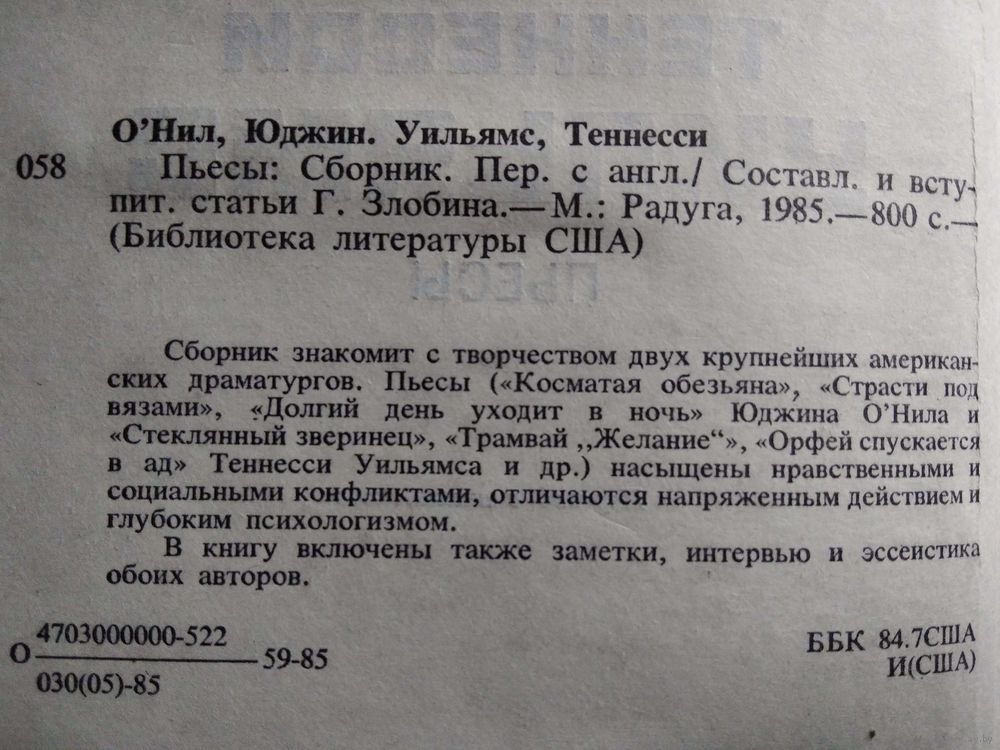 О’Нил, Юджин. Уильямс, Теннесси
058 Пьесы: Сборник. Пер. с англ./ Составл. и всту-
пит. статьи Г. Злобина.—М.: Радуга, 1985.—800 с.—
(Библиотека литературы США)
ПЬЕСЫ
Сборник знакомит с творчеством двух крупнейших американ-
ских драматургов. Пьесы («Косматая обезьяна», «Страсти под
вязами», «Долгий день уходит в ночь» Юджина О’Нила и
«Стеклянный зверинец», «Трамвай ,,Желание“», «Орфей спускается
в ад» Теннесси Уильямса и др.) насыщены нравственными и
социальными конфликтами, отличаются напряженным действием и
глубоким психологизмом.
В книгу включены также заметки, интервью и эссеистика
обоих авторов.
О 4703000000-522
030(05)-85
59-85
ББК 84.7США
И(США)